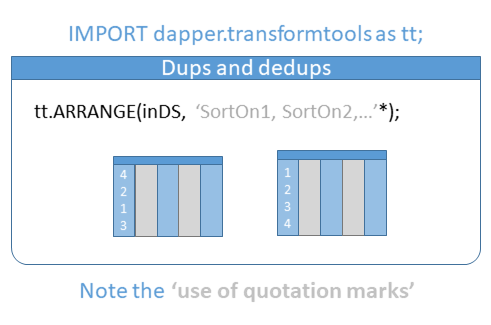 IMPORT dapper.transformtools as tt;
Dups and dedups
tt.ARRANGE(inDS, ‘SortOn1, SortOn2,...’*);
4
2
1
3
1
2
3
4
Note the ‘use of quotation marks’